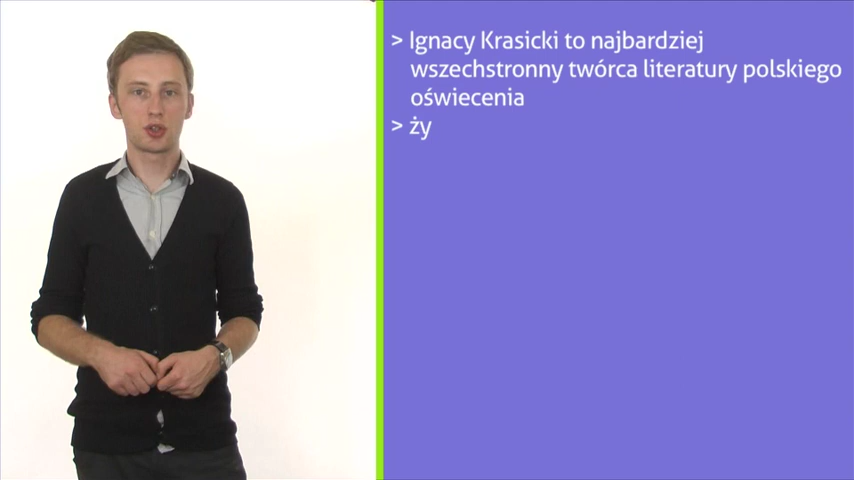 > Ignacy Krasicki to najbardziej
wszechstronny twórca literatury polskiego
oświecenia
> ży